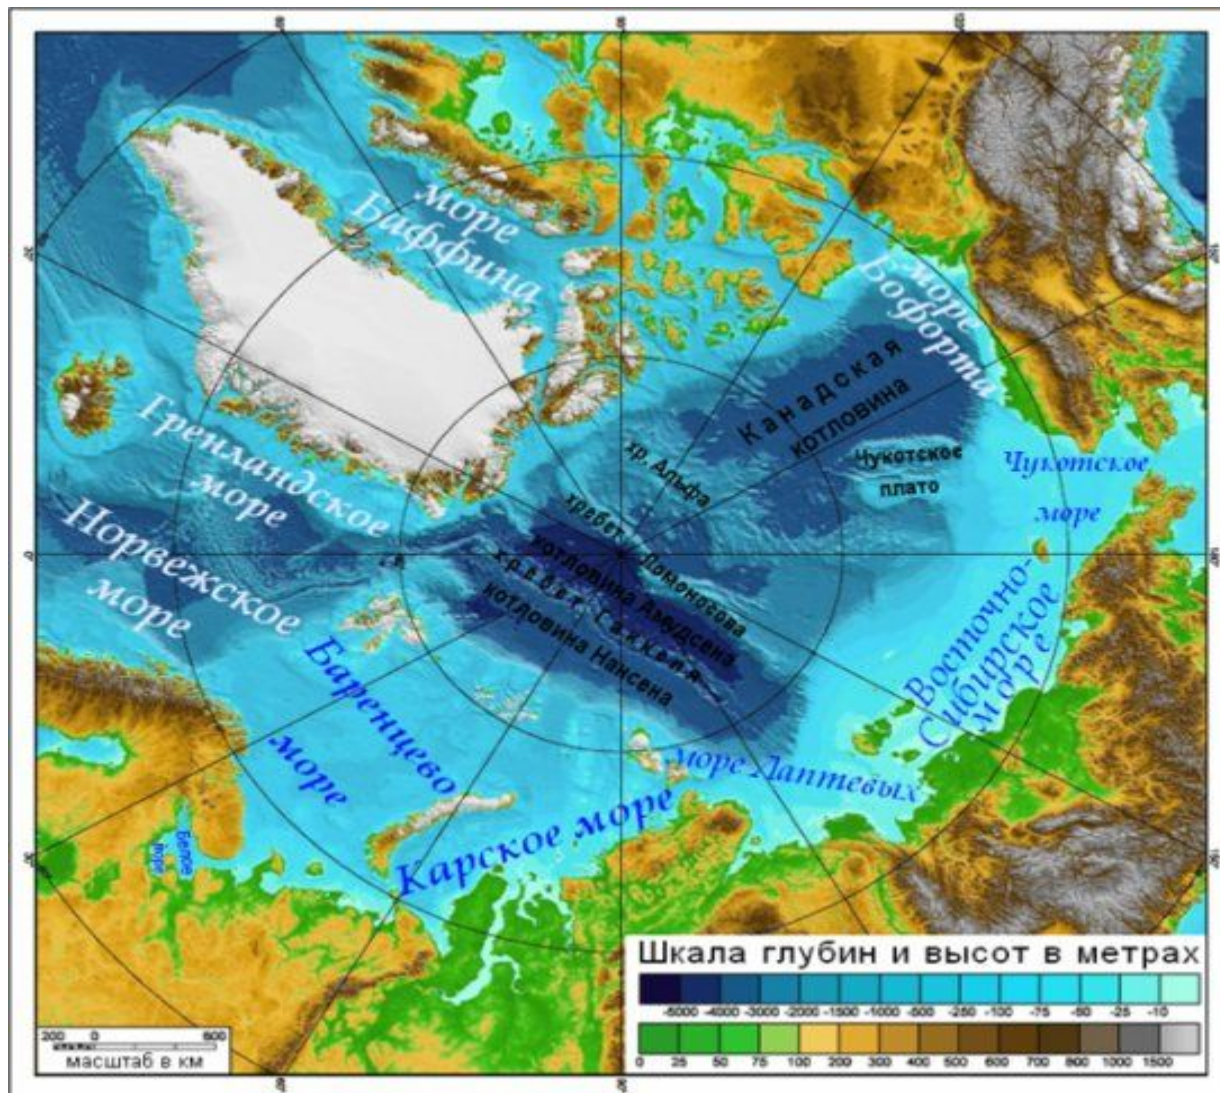 море
Баффина
море
Бофорта
Канадская
котловина
Гренландское
море
хр. Альфа
Чукотское
плато
Чукотское
море
Норвежское
море
хребет Ломоносова
котловина Амундсена
хребет Гаккеля
котловина Нансена
Баренцево
море
Восточно-
Сибирское
море
море Лаптевых
Карское море
Белое
море
Шкала глубин и высот в метрах
-5000 -4000 -3000 -2000 -1500 -1000 -500 -250 -100 -75 -50 -25 -10
0 25 50 75 100 200 300 400 500 600 700 800 1000 1500
200 0 600
масштаб в км